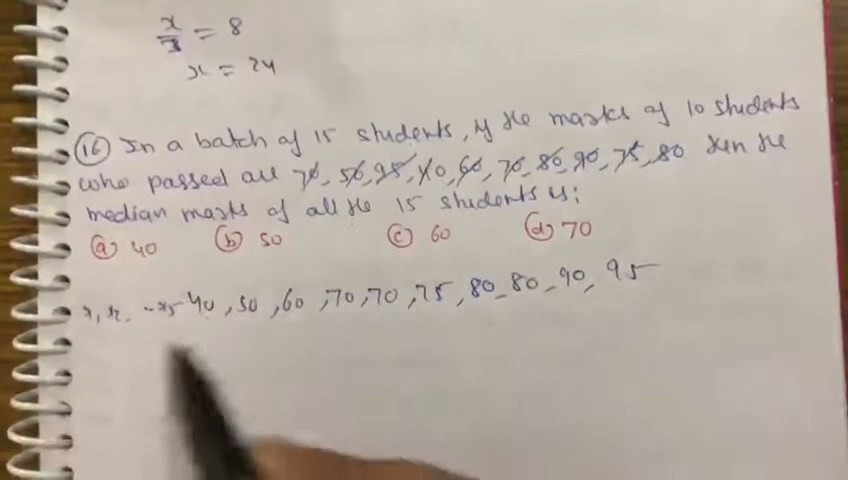 x/3 = 8
x = 24
(16) In a batch of 15 students, if the marks of 10 students
who passed are 70, 50, 95, 40, 60, 70, 80, 90, 75, 80 then the
median marks of all the 15 students is:
(a) 40 (b) 50 (c) 60 (d) 70
40, 50, 60, 70, 70, 75, 80, 80, 90, 95